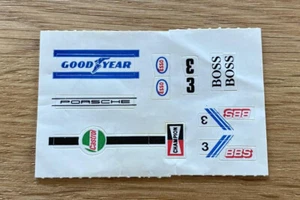 GOODYEAR
PORSCHE
Castrol
Esso
Esso
3
3
BOSS
BOSS
CHAMPION
3
BBS
3
BBS